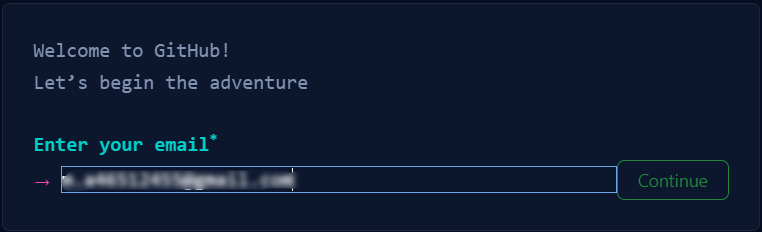 Welcome to GitHub!
Let’s begin the adventure
Enter your email*
→
Continue